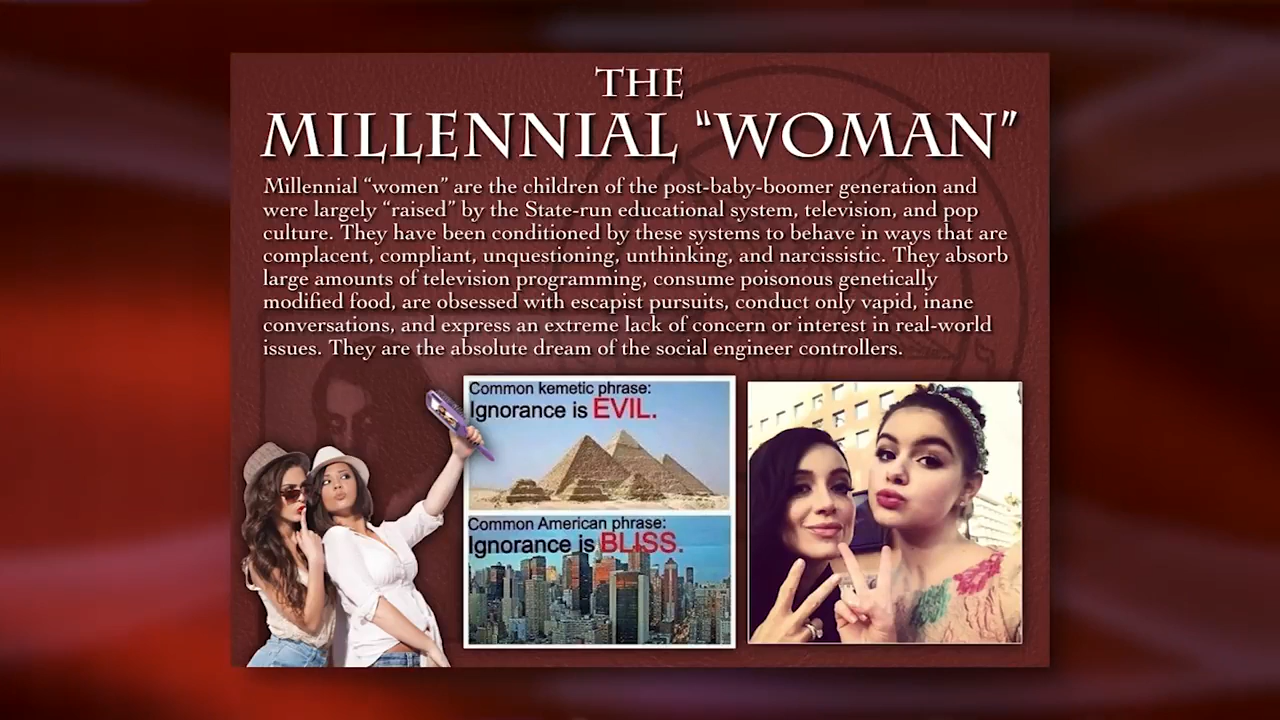 THE
MILLENNIAL “WOMAN”
Millennial “women” are the children of the post-baby-boomer generation and
were largely “raised” by the State-run educational system, television, and pop
culture. They have been conditioned by these systems to behave in ways that are
complacent, compliant, unquestioning, unthinking, and narcissistic. They absorb
large amounts of television programming, consume poisonous genetically
modified food, are obsessed with escapist pursuits, conduct only vapid, inane
conversations, and express an extreme lack of concern or interest in real-world
issues. They are the absolute dream of the social engineer controllers.
Common kemetic phrase:
Ignorance is EVIL.
Common American phrase:
Ignorance is BLISS.